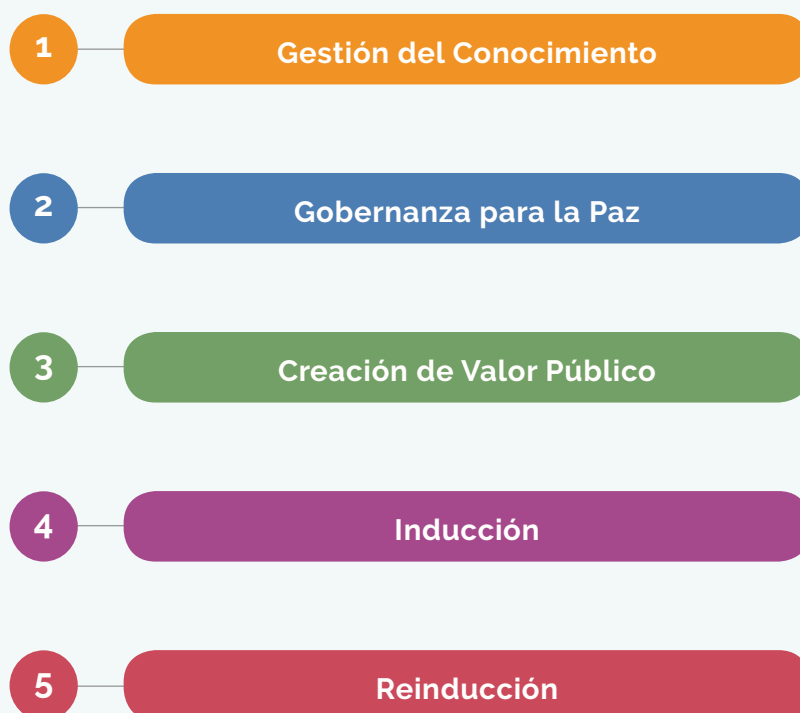 1 Gestión del Conocimiento
2 Gobernanza para la Paz
3 Creación de Valor Público
4 Inducción
5 Reinducción